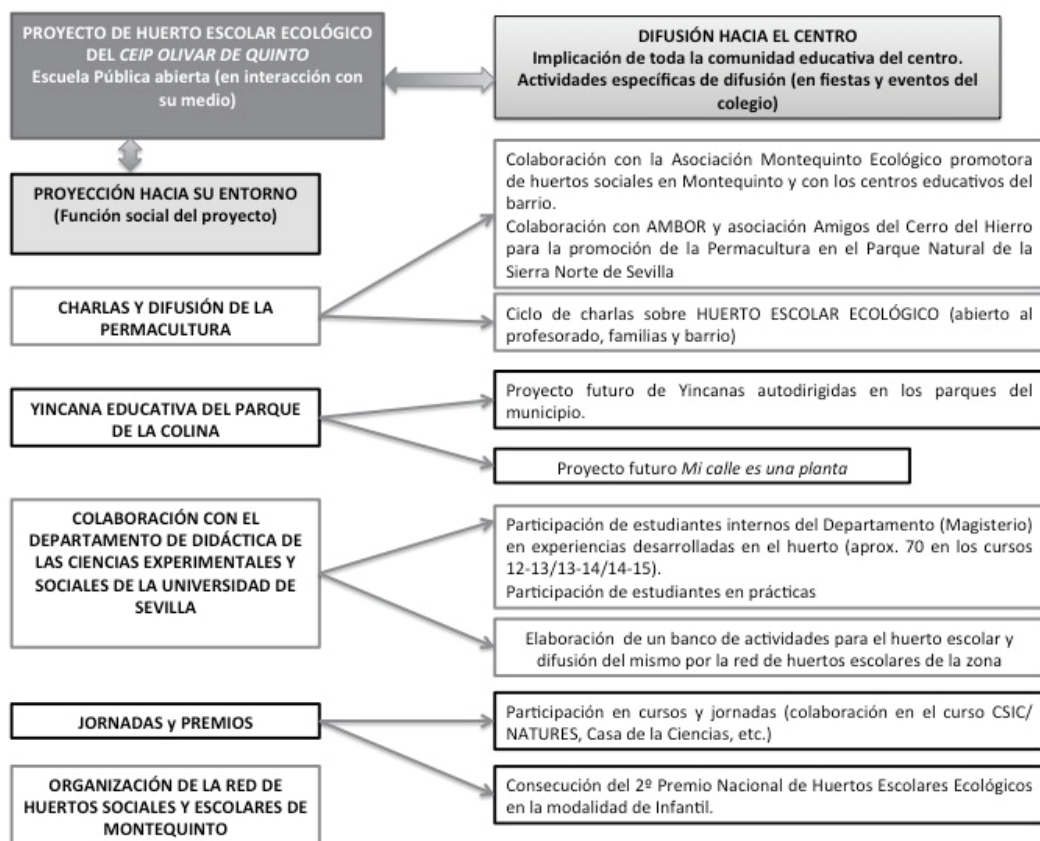 PROYECTO DE HUERTO ESCOLAR ECOLÓGICO
DEL CEIP OLIVAR DE QUINTO
Escuela Pública abierta (en interacción con
su medio)
DIFUSIÓN HACIA EL CENTRO
Implicación de toda la comunidad educativa del centro.
Actividades específicas de difusión (en fiestas y eventos del
colegio)
PROYECCIÓN HACIA SU ENTORNO
(Función social del proyecto)
CHARLAS Y DIFUSIÓN DE LA
PERMACULTURA
Colaboración con la Asociación Montequinto Ecológico promotora
de huertos sociales en Montequinto y con los centros educativos del
barrio.
Colaboración con AMBOR y asociación Amigos del Cerro del Hierro
para la promoción de la Permacultura en el Parque Natural de la
Sierra Norte de Sevilla
Ciclo de charlas sobre HUERTO ESCOLAR ECOLÓGICO (abierto al
profesorado, familias y barrio)
YINCANA EDUCATIVA DEL PARQUE
DE LA COLINA
Proyecto futuro de Yincanas autodirigidas en los parques del
municipio.
Proyecto futuro Mi calle es una planta
COLABORACIÓN CON EL
DEPARTAMENTO DE DIDÁCTICA DE
LAS CIENCIAS EXPERIMENTALES Y
SOCIALES DE LA UNIVERSIDAD DE
SEVILLA
Participación de estudiantes internos del Departamento (Magisterio)
en experiencias desarrolladas en el huerto (aprox. 70 en los cursos
12-13/13-14/14-15).
Participación de estudiantes en prácticas
Elaboración de un banco de actividades para el huerto escolar y
difusión del mismo por la red de huertos escolares de la zona
JORNADAS y PREMIOS
Participación en cursos y jornadas (colaboración en el curso CSIC/
NATURES, Casa de la Ciencias, etc.)
Consecución del 2º Premio Nacional de Huertos Escolares Ecológicos
en la modalidad de Infantil.
ORGANIZACIÓN DE LA RED DE
HUERTOS SOCIALES Y ESCOLARES DE
MONTEQUINTO